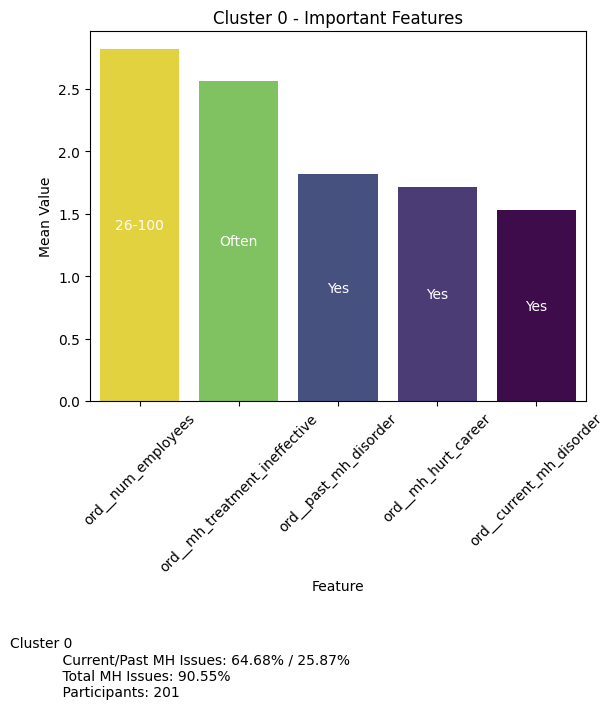 Cluster 0 - Important Features
Mean Value
2.5
2.0
1.5
1.0
0.5
0.0
26-100
Often
Yes
Yes
Yes
ord__num_employees
ord__mh_treatment_ineffective
ord__past_mh_disorder
ord__mh_hurt_career
ord__current_mh_disorder
Feature
Cluster 0
Current/Past MH Issues: 64.68% / 25.87%
Total MH Issues: 90.55%
Participants: 201